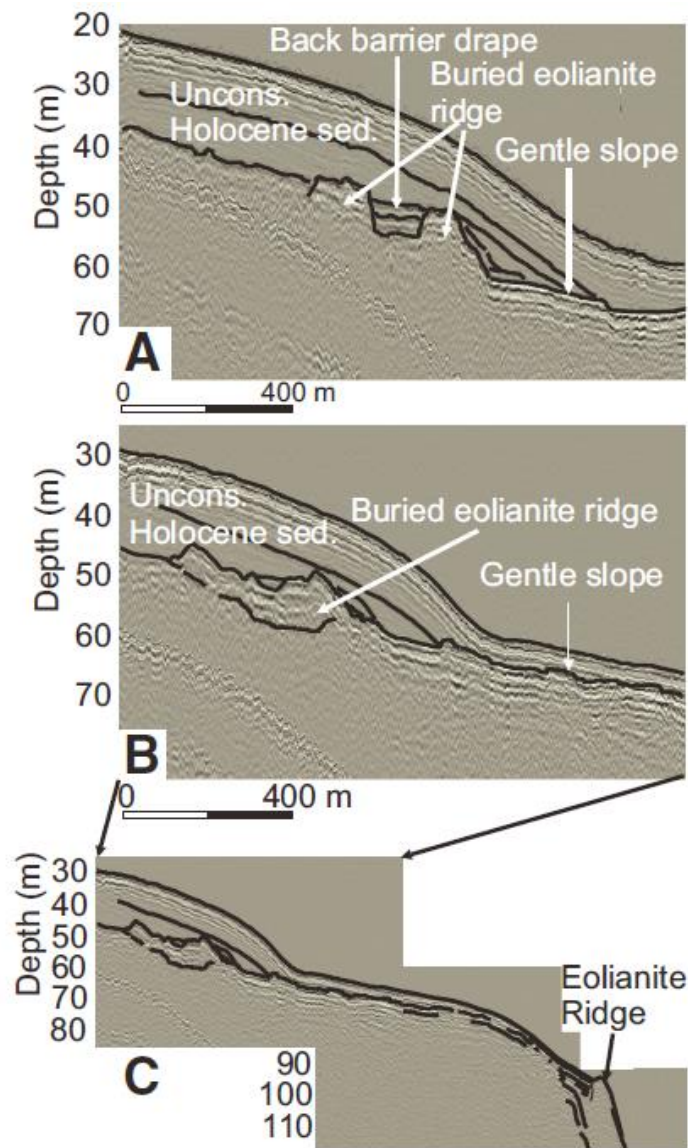 20
30
40
50
60
70
Depth (m)
Back barrier drape
Buried eolianite
ridge
Uncons.
Holocene sed.
Gentle slope
A
0 400 m
30
40
50
60
70
Depth (m)
Uncons.
Holocene sed.
Buried eolianite ridge
Gentle slope
B
0 400 m
30
40
50
60
70
80
Depth (m)
90
100
110
C
Eolianite
Ridge